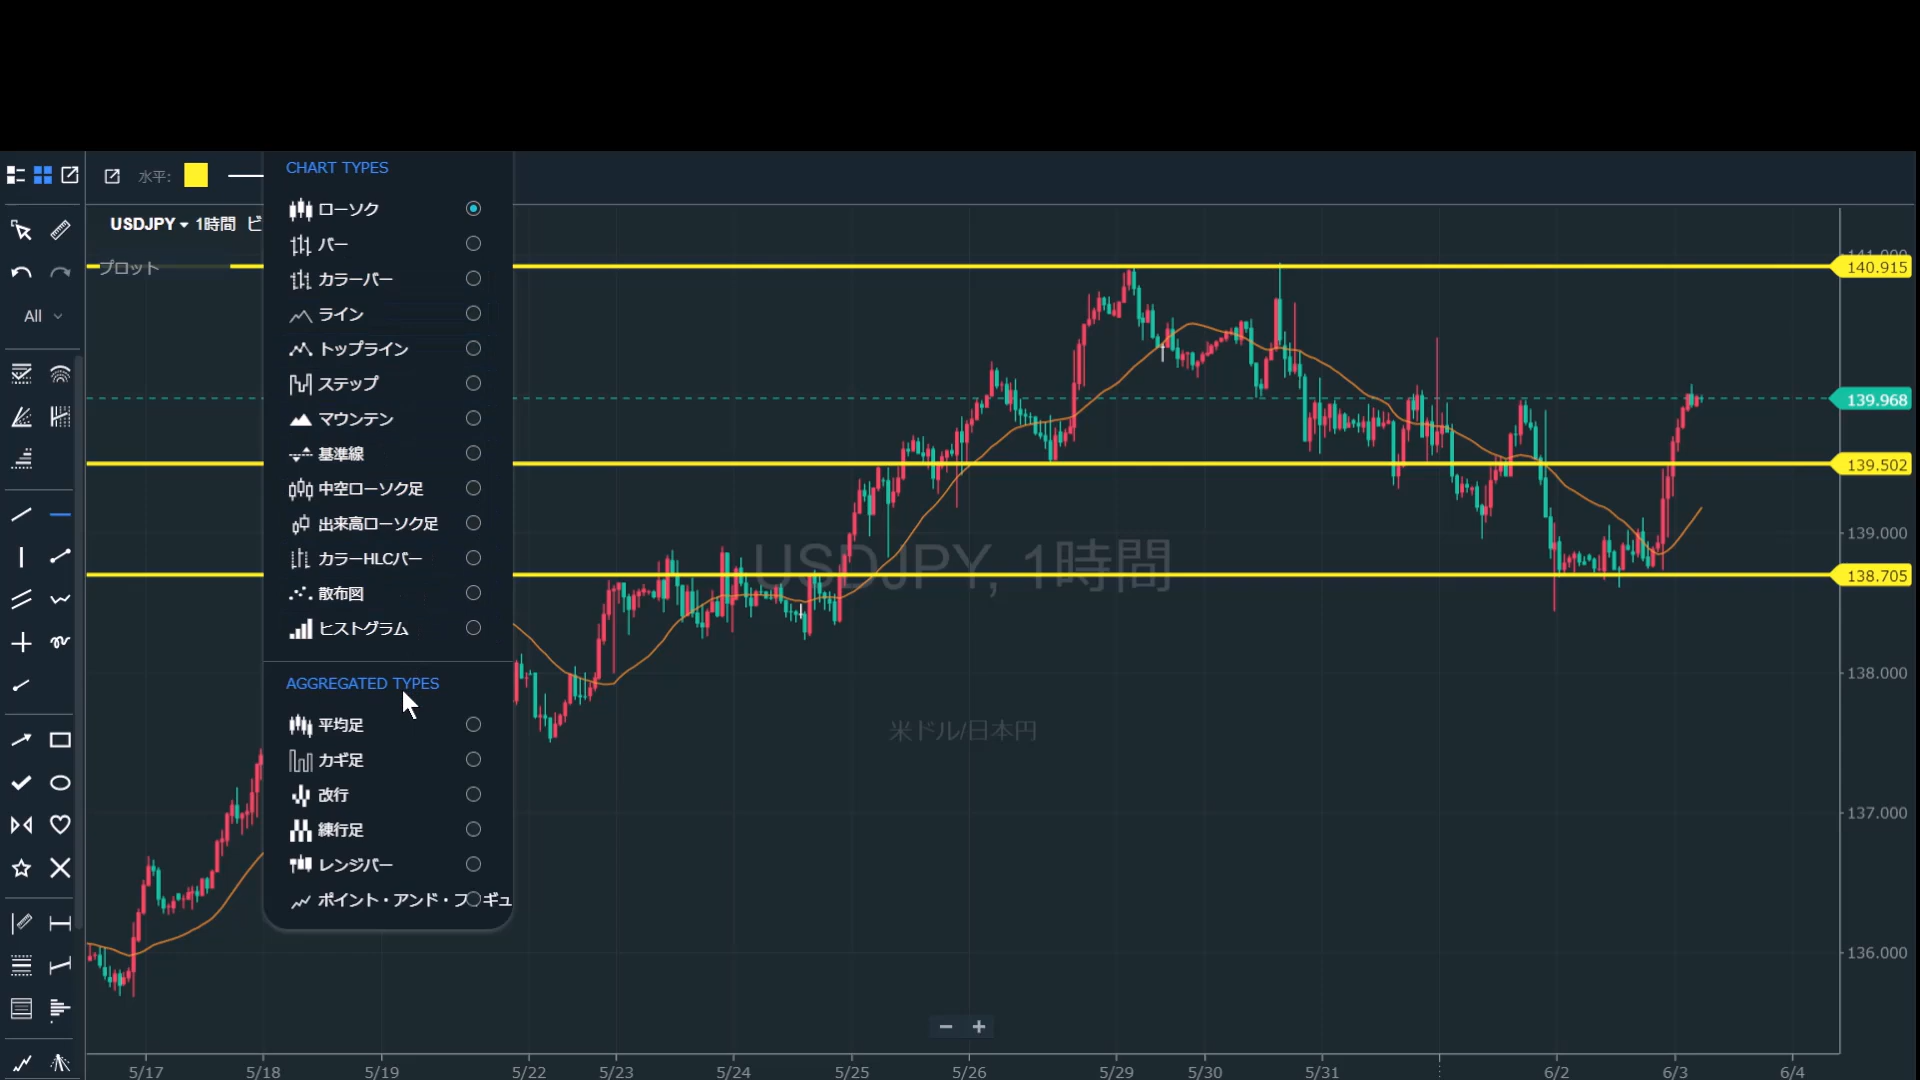 水平:
CHART TYPES
ローソク
バー
カラーバー
ライン
トップライン
ステップ
マウンテン
基準線
中空ローソク足
出来高ローソク足
カラーHLCバー
散布図
ヒストグラム
AGGREGATED TYPES
平均足
カギ足
改行
練行足
レンジバー
ポイント・アンド・フィギュ
USDJPY 1時間 ビ
プロット
All
USDJPY, 1時間
米ドル/日本円
141.000
140.915
139.968
139.502
139.000
138.705
138.000
137.000
136.000
5/17 5/18 5/19 5/22 5/23 5/24 5/25 5/26 5/29 5/30 5/31 6/2 6/3 6/4